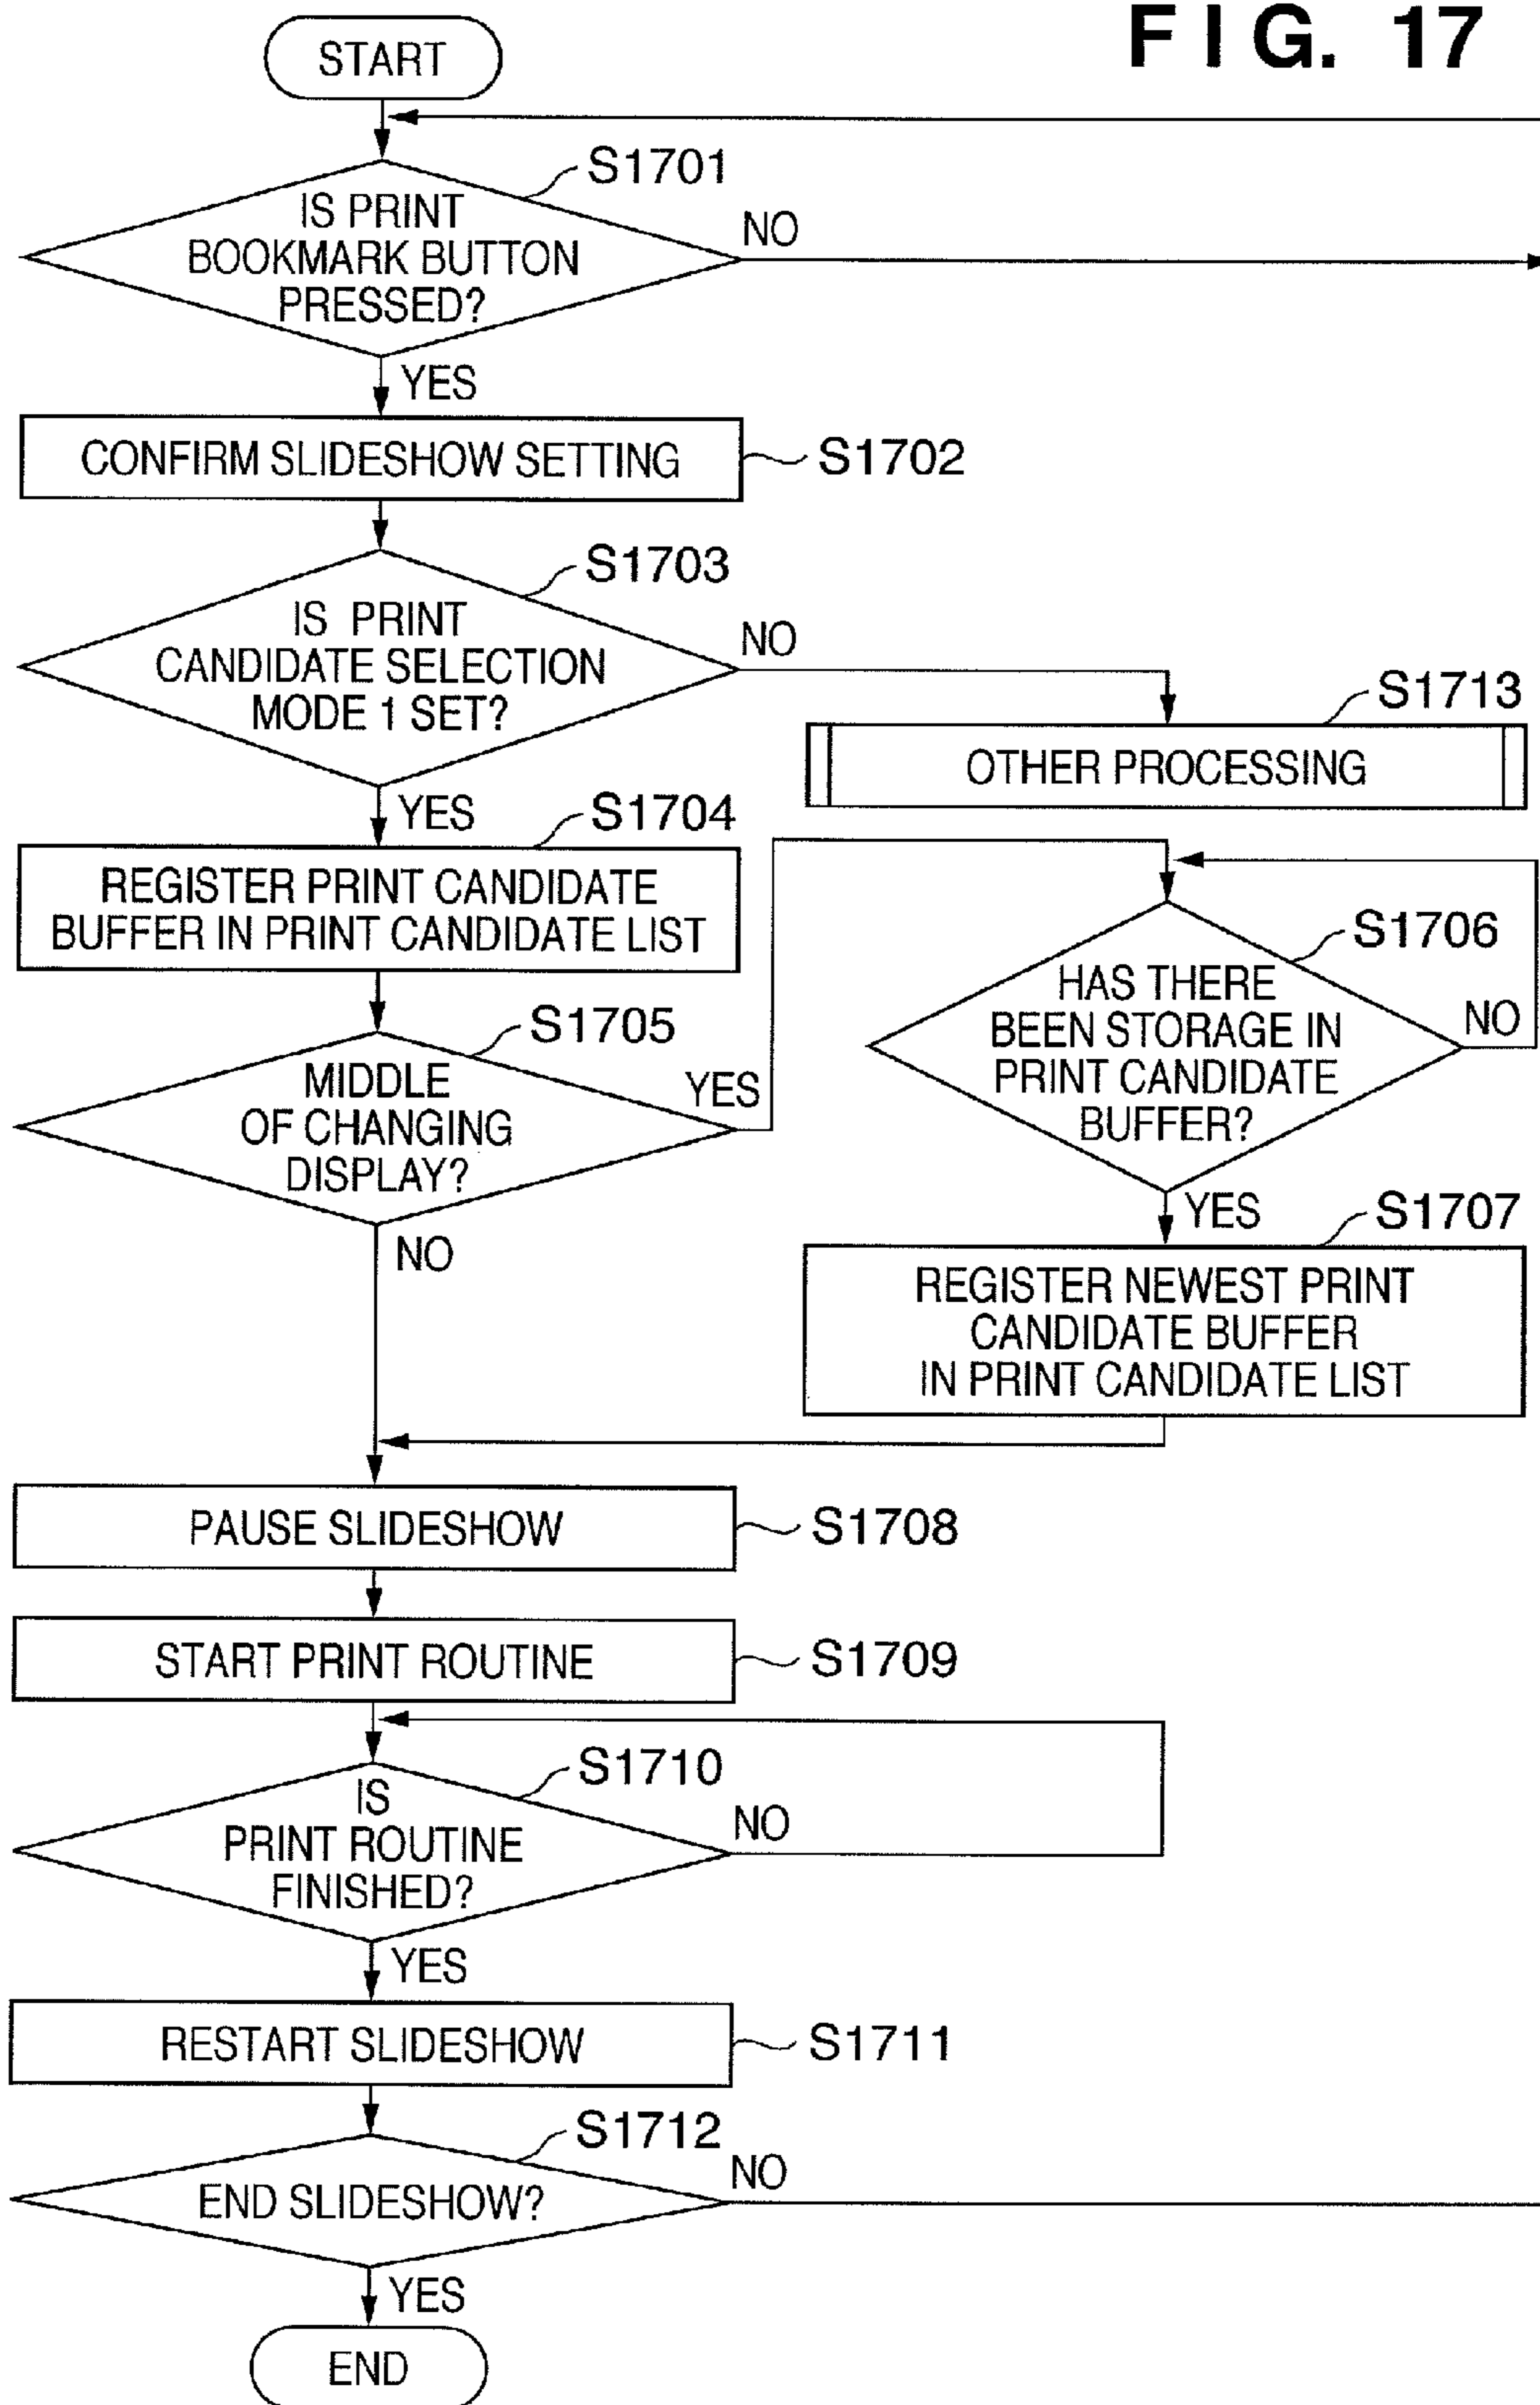 FIG. 17
START
S1701
IS PRINT
BOOKMARK BUTTON
PRESSED?
NO
YES
CONFIRM SLIDESHOW SETTING
S1702
S1703
IS PRINT
CANDIDATE SELECTION
MODE 1 SET?
NO
S1713
OTHER PROCESSING
YES
S1704
REGISTER PRINT CANDIDATE
BUFFER IN PRINT CANDIDATE LIST
S1705
MIDDLE
OF CHANGING
DISPLAY?
YES
S1706
HAS THERE
BEEN STORAGE IN
PRINT CANDIDATE
BUFFER?
NO
YES
S1707
REGISTER NEWEST PRINT
CANDIDATE BUFFER
IN PRINT CANDIDATE LIST
NO
PAUSE SLIDESHOW
S1708
START PRINT ROUTINE
S1709
S1710
IS
PRINT ROUTINE
FINISHED?
NO
YES
RESTART SLIDESHOW
S1711
S1712
END SLIDESHOW?
NO
YES
END